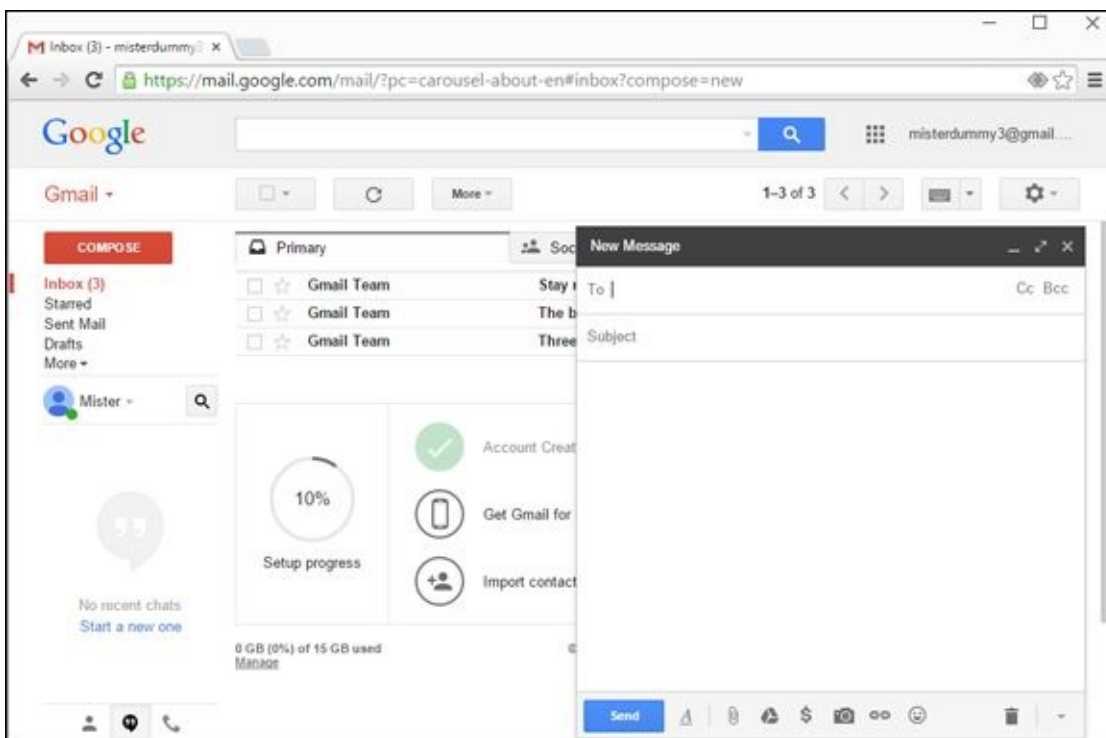 Inbox (3) - misterdummy3
https://mail.google.com/mail/?pc=carousel-about-en#inbox?compose=new
Google
misterdummy3@gmail....
Gmail
More
1–3 of 3
COMPOSE
Inbox (3)
Starred
Sent Mail
Drafts
More
Mister
No recent chats
Start a new one
Primary
Soc
Gmail Team Stay
Gmail Team The b
Gmail Team Three
10%
Setup progress
Account Creat
Get Gmail for
Import contact
0 GB (0%) of 15 GB used
Manage
©
New Message
To
Cc Bcc
Subject
Send